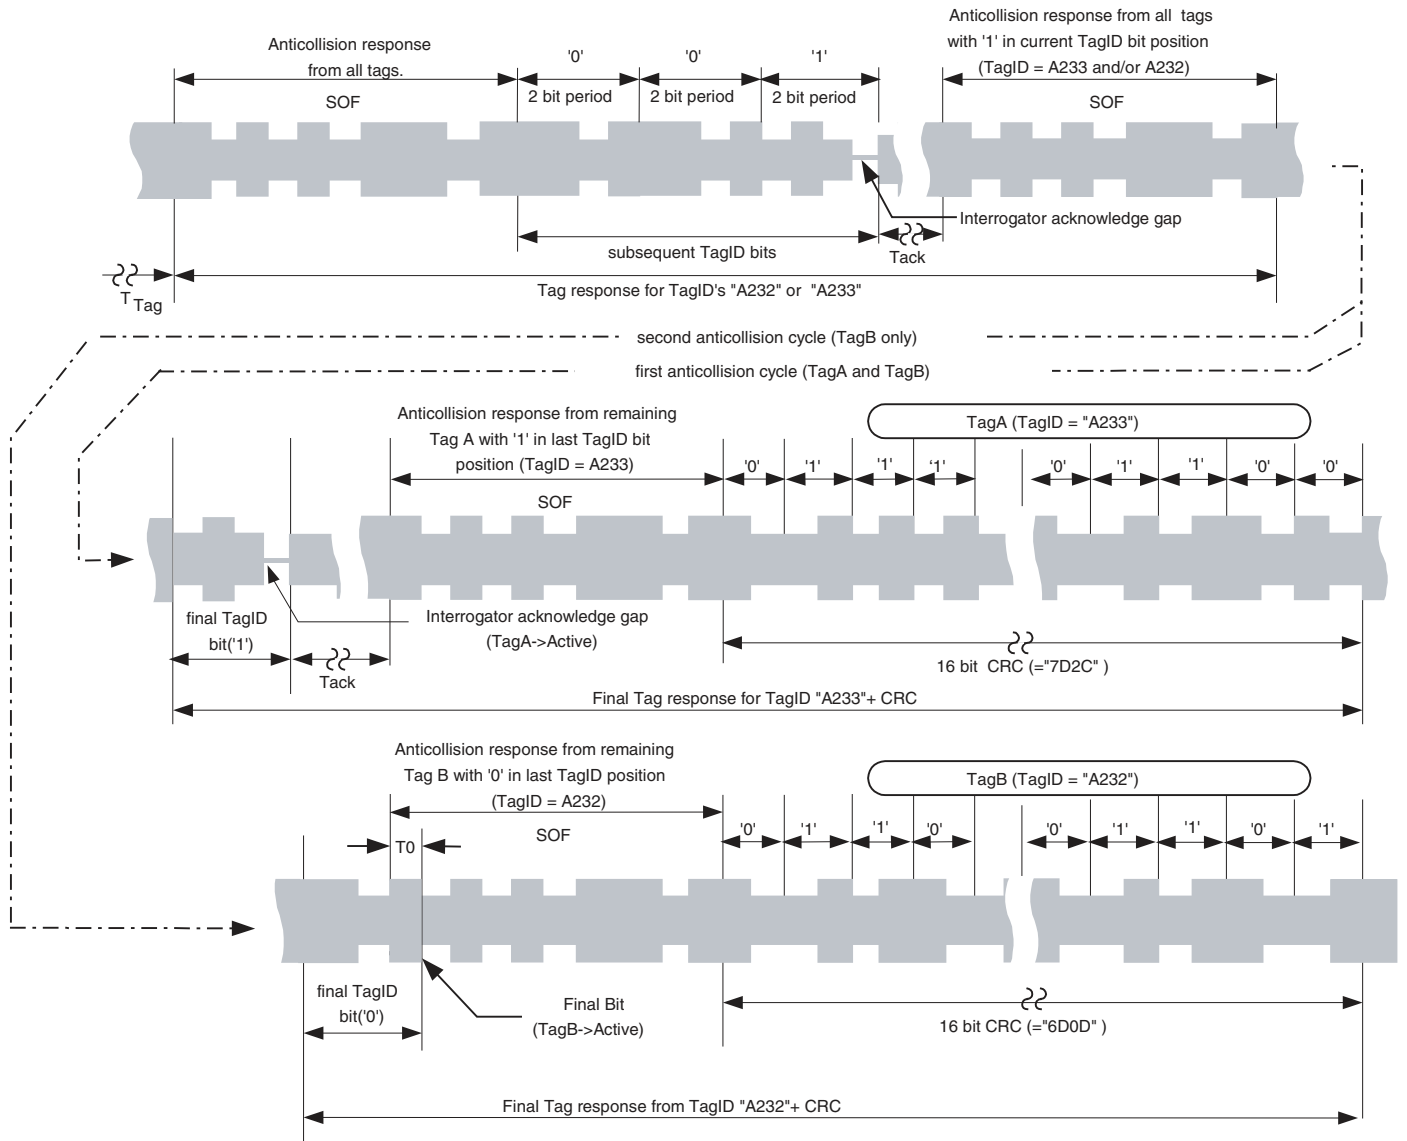 Anticollision response
from all tags.
SOF
'0'
'0'
'1'
2 bit period
2 bit period
2 bit period
Anticollision response from all tags
with '1' in current TagID bit position
(TagID = A233 and/or A232)
SOF
Interrogator acknowledge gap
subsequent TagID bits
Tack
T Tag
Tag response for TagID's "A232" or "A233"
second anticollision cycle (TagB only)
first anticollision cycle (TagA and TagB)
Anticollision response from remaining
Tag A with '1' in last TagID bit
position (TagID = A233)
SOF
TagA (TagID = "A233")
'0'
'1'
'1'
'1'
'0'
'1'
'1'
'0'
'0'
final TagID
bit('1')
Interrogator acknowledge gap
(TagA->Active)
Tack
16 bit CRC (="7D2C" )
Final Tag response for TagID "A233"+ CRC
Anticollision response from remaining
Tag B with '0' in last TagID position
(TagID = A232)
SOF
T0
TagB (TagID = "A232")
'0'
'1'
'1'
'0'
'0'
'1'
'1'
'0'
'1'
final TagID
bit('0')
Final Bit
(TagB->Active)
16 bit CRC (="6D0D" )
Final Tag response from TagID "A232"+ CRC